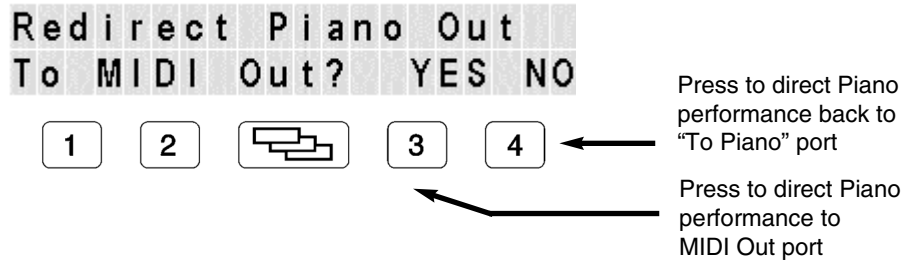 Redirect Piano Out
To MIDI Out? YES NO
1 2 3 4
Press to direct Piano
performance back to
“To Piano” port
Press to direct Piano
performance to
MIDI Out port